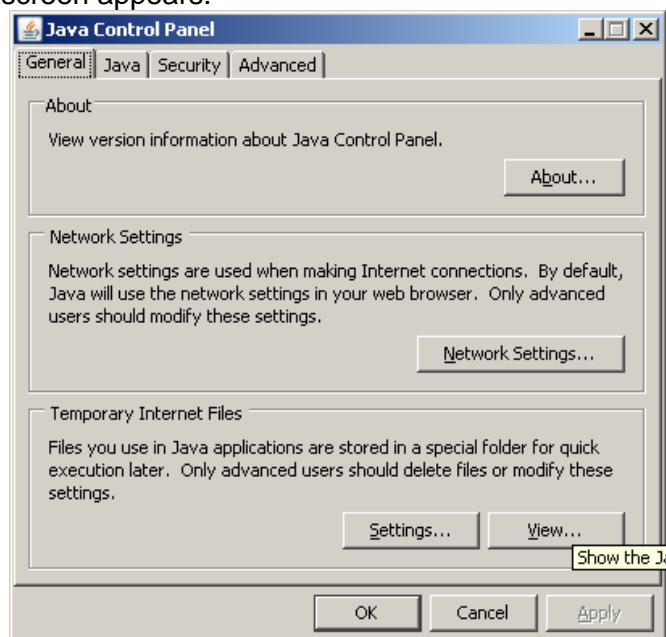 screen appears.
Java Control Panel
General Java Security Advanced
About
View version information about Java Control Panel.
About...
Network Settings
Network settings are used when making Internet connections. By default,
Java will use the network settings in your web browser. Only advanced
users should modify these settings.
Network Settings...
Temporary Internet Files
Files you use in Java applications are stored in a special folder for quick
execution later. Only advanced users should delete files or modify these
settings.
Settings... View...
Show the
OK Cancel Apply